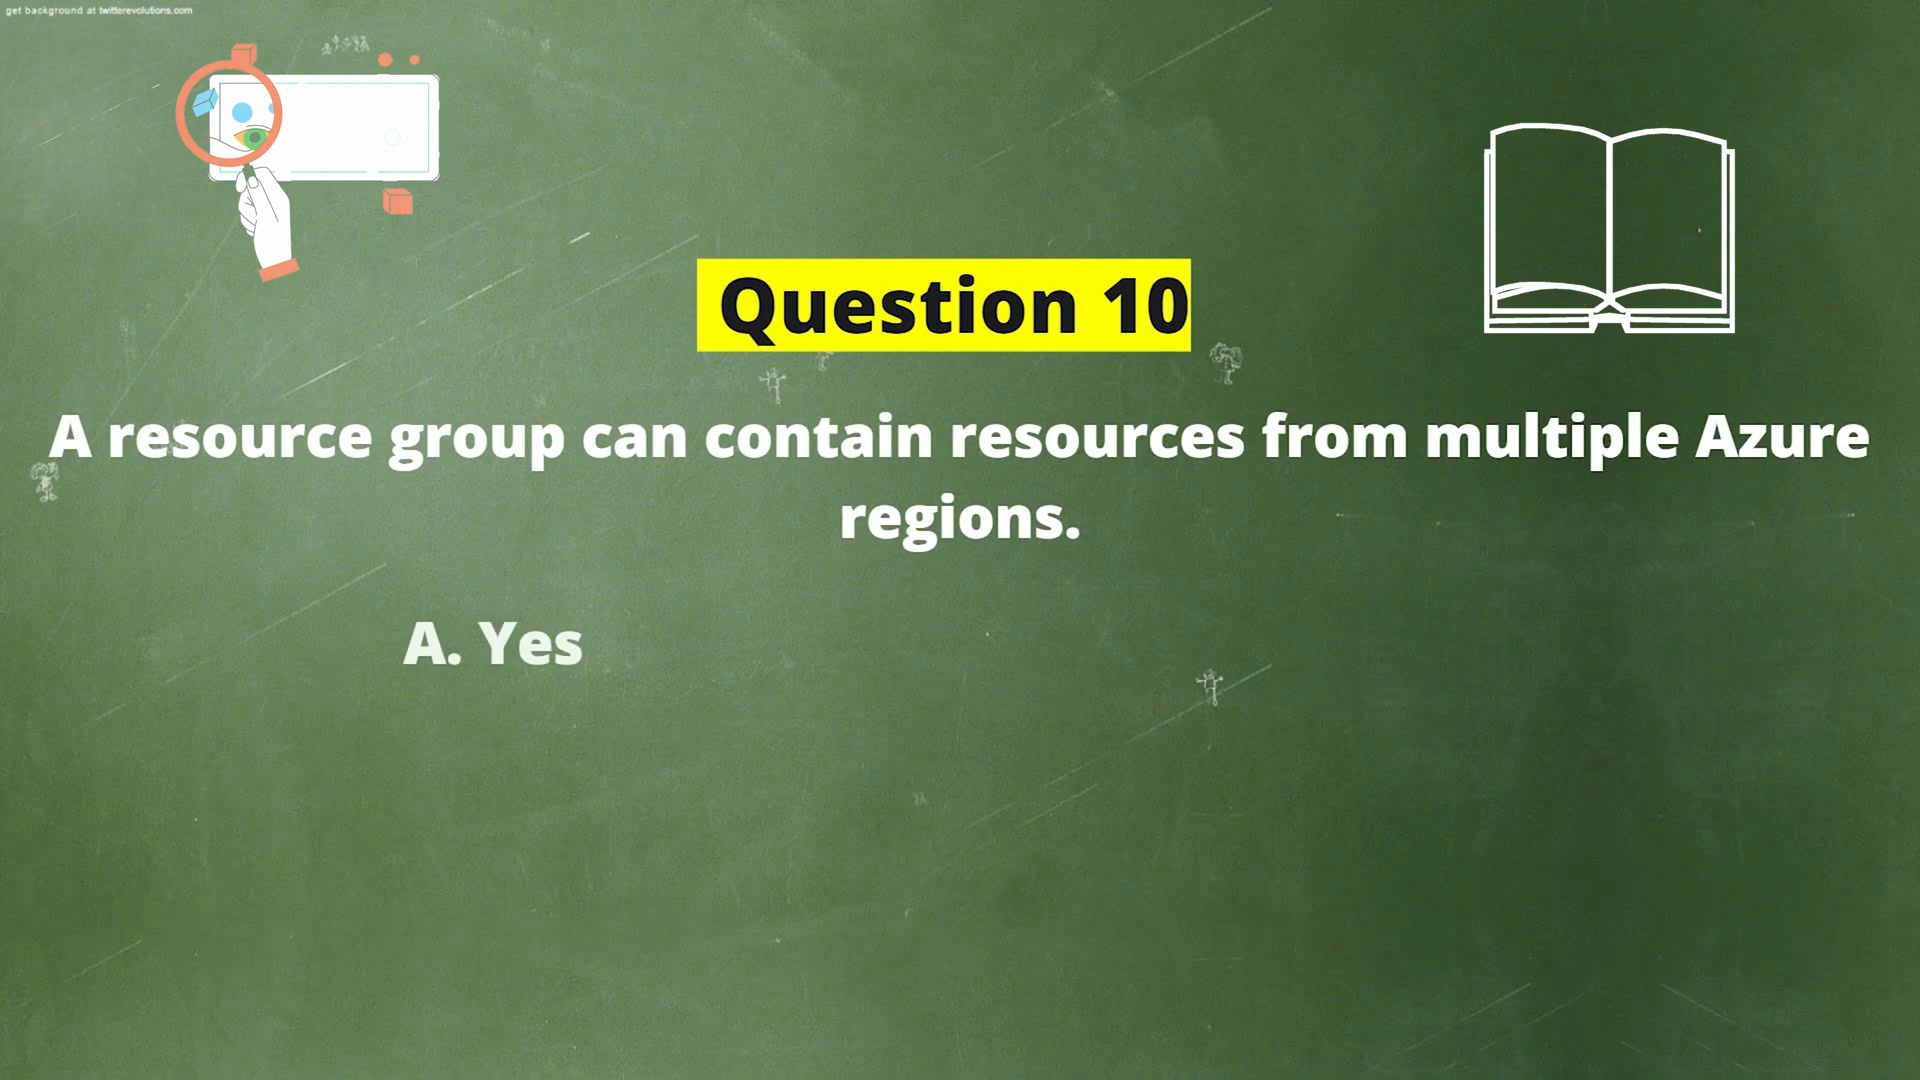 get background at twitterevolutions.com
Question 10
A resource group can contain resources from multiple Azure
regions.
A. Yes